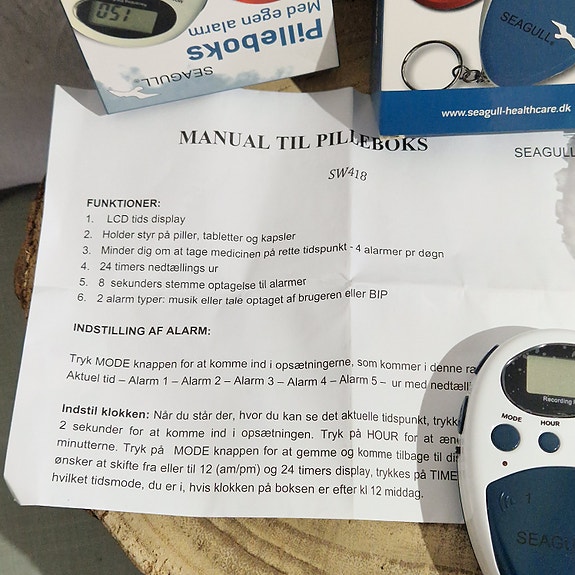 021
Pilleboks
Med egen alarm
SEAGULL
SEAGULL
www.seagull-healthcare.dk
SEAGULL
MANUAL TIL PILLEBOKS
SW418
FUNKTIONER:
1. LCD tids display
2. Holder styr på piller, tabletter og kapsler
3. Minder dig om at tage medicinen på rette tidspunkt - 4 alarmer pr døgn
4. 24 timers nedtællings ur
5. 8 sekunders stemme optagelse til alarmer
6. 2 alarm typer: musik eller tale optaget af brugeren eller BIP
INDSTILLING AF ALARM:
Tryk MODE knappen for at komme ind i opsætningerne, som kommer i denne
Aktuel tid – Alarm 1 – Alarm 2 – Alarm 3 – Alarm 4 – Alarm 5 – ur med
Indstil klokken: Når du står der, hvor du kan se det aktuelle tidspunkt,
2 sekunder for at komme ind i opsætningen. Tryk på HOUR for at
minutterne. Tryk på MODE knappen for at gemme og komme tilbage til
ønsker at skifte fra eller til 12 (am/pm) og 24 timers display, trykkes på TIME
hvilket tidsmode, du er i, hvis klokken på boksen er efter kl 12 middag.
Recording
MODE
HOUR
1
SEAGULL